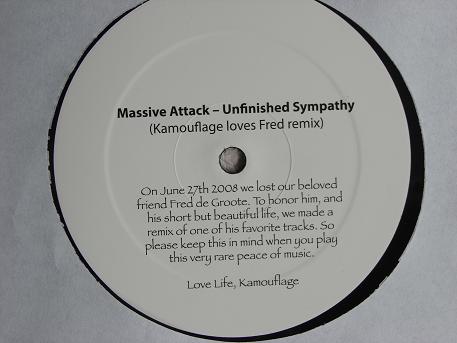 Massive Attack – Unfinished Sympathy
(Kamouflage loves Fred remix)
On June 27th 2008 we lost our beloved
friend Fred de Groote. To honor him, and
his short but beautiful life, we made a
remix of one of his favorite tracks. So
please keep this in mind when you play
this very rare peace of music.
Love Life, Kamouflage